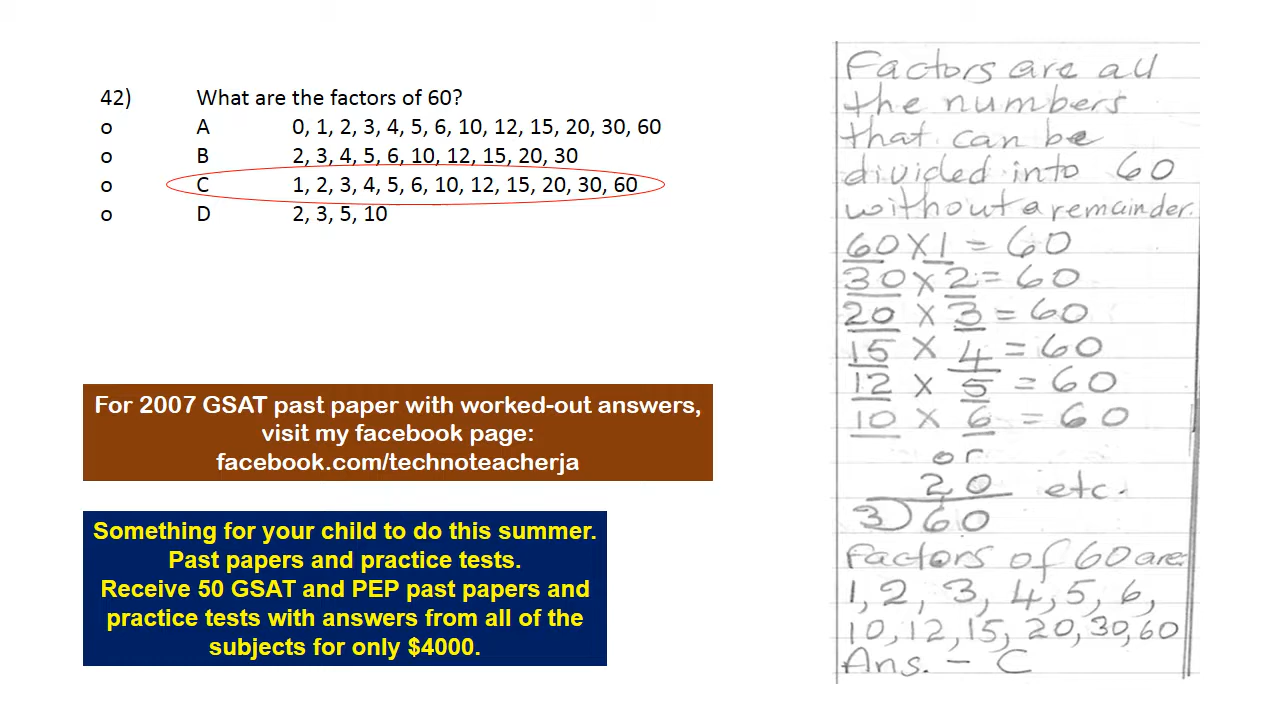 42) What are the factors of 60?
o A 0, 1, 2, 3, 4, 5, 6, 10, 12, 15, 20, 30, 60
o B 2, 3, 4, 5, 6, 10, 12, 15, 20, 30
o C 1, 2, 3, 4, 5, 6, 10, 12, 15, 20, 30, 60
o D 2, 3, 5, 10
For 2007 GSAT past paper with worked-out answers,
visit my facebook page:
facebook.com/technoteacherja
Something for your child to do this summer.
Past papers and practice tests.
Receive 50 GSAT and PEP past papers and
practice tests with answers from all of the
subjects for only $4000.
Factors are all
the numbers
that can be
divided into 60
without a remainder.
60 X 1 = 60
30 X 2 = 60
20 X 3 = 60
15 X 4 = 60
12 X 5 = 60
10 X 6 = 60
or
20 etc.
3)60
Factors of 60 are
1, 2, 3, 4, 5, 6,
10, 12, 15, 20, 30, 60
Ans. - C